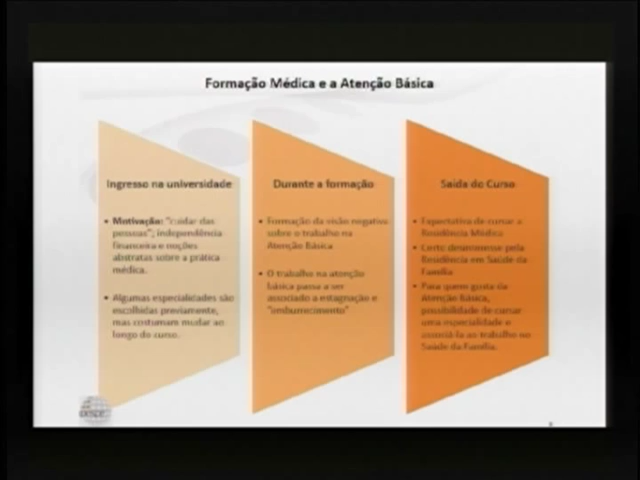 Formação Médica e a Atenção Básica
Ingresso na universidade
• Motivação: "cuidar das
pessoas"; independência
financeira e noções
abstratas sobre a prática
médica.
• Algumas especialidades são
escolhidas previamente,
mas costumam mudar ao
longo do curso.
Durante a formação
• Formação da visão negativa
sobre o trabalho na
Atenção Básica
• O trabalho na atenção
básica passa a ser
associado a estagnação e
"emburrecimento"
Saída do Curso
• Expectativa de cursar a
Residência Médica
• Certo desinteresse pela
Residência em Saúde da
Família
• Para quem gosta da
Atenção Básica,
possibilidade de cursar
uma especialidade e
associá-la ao trabalho no
Saúde da Família.